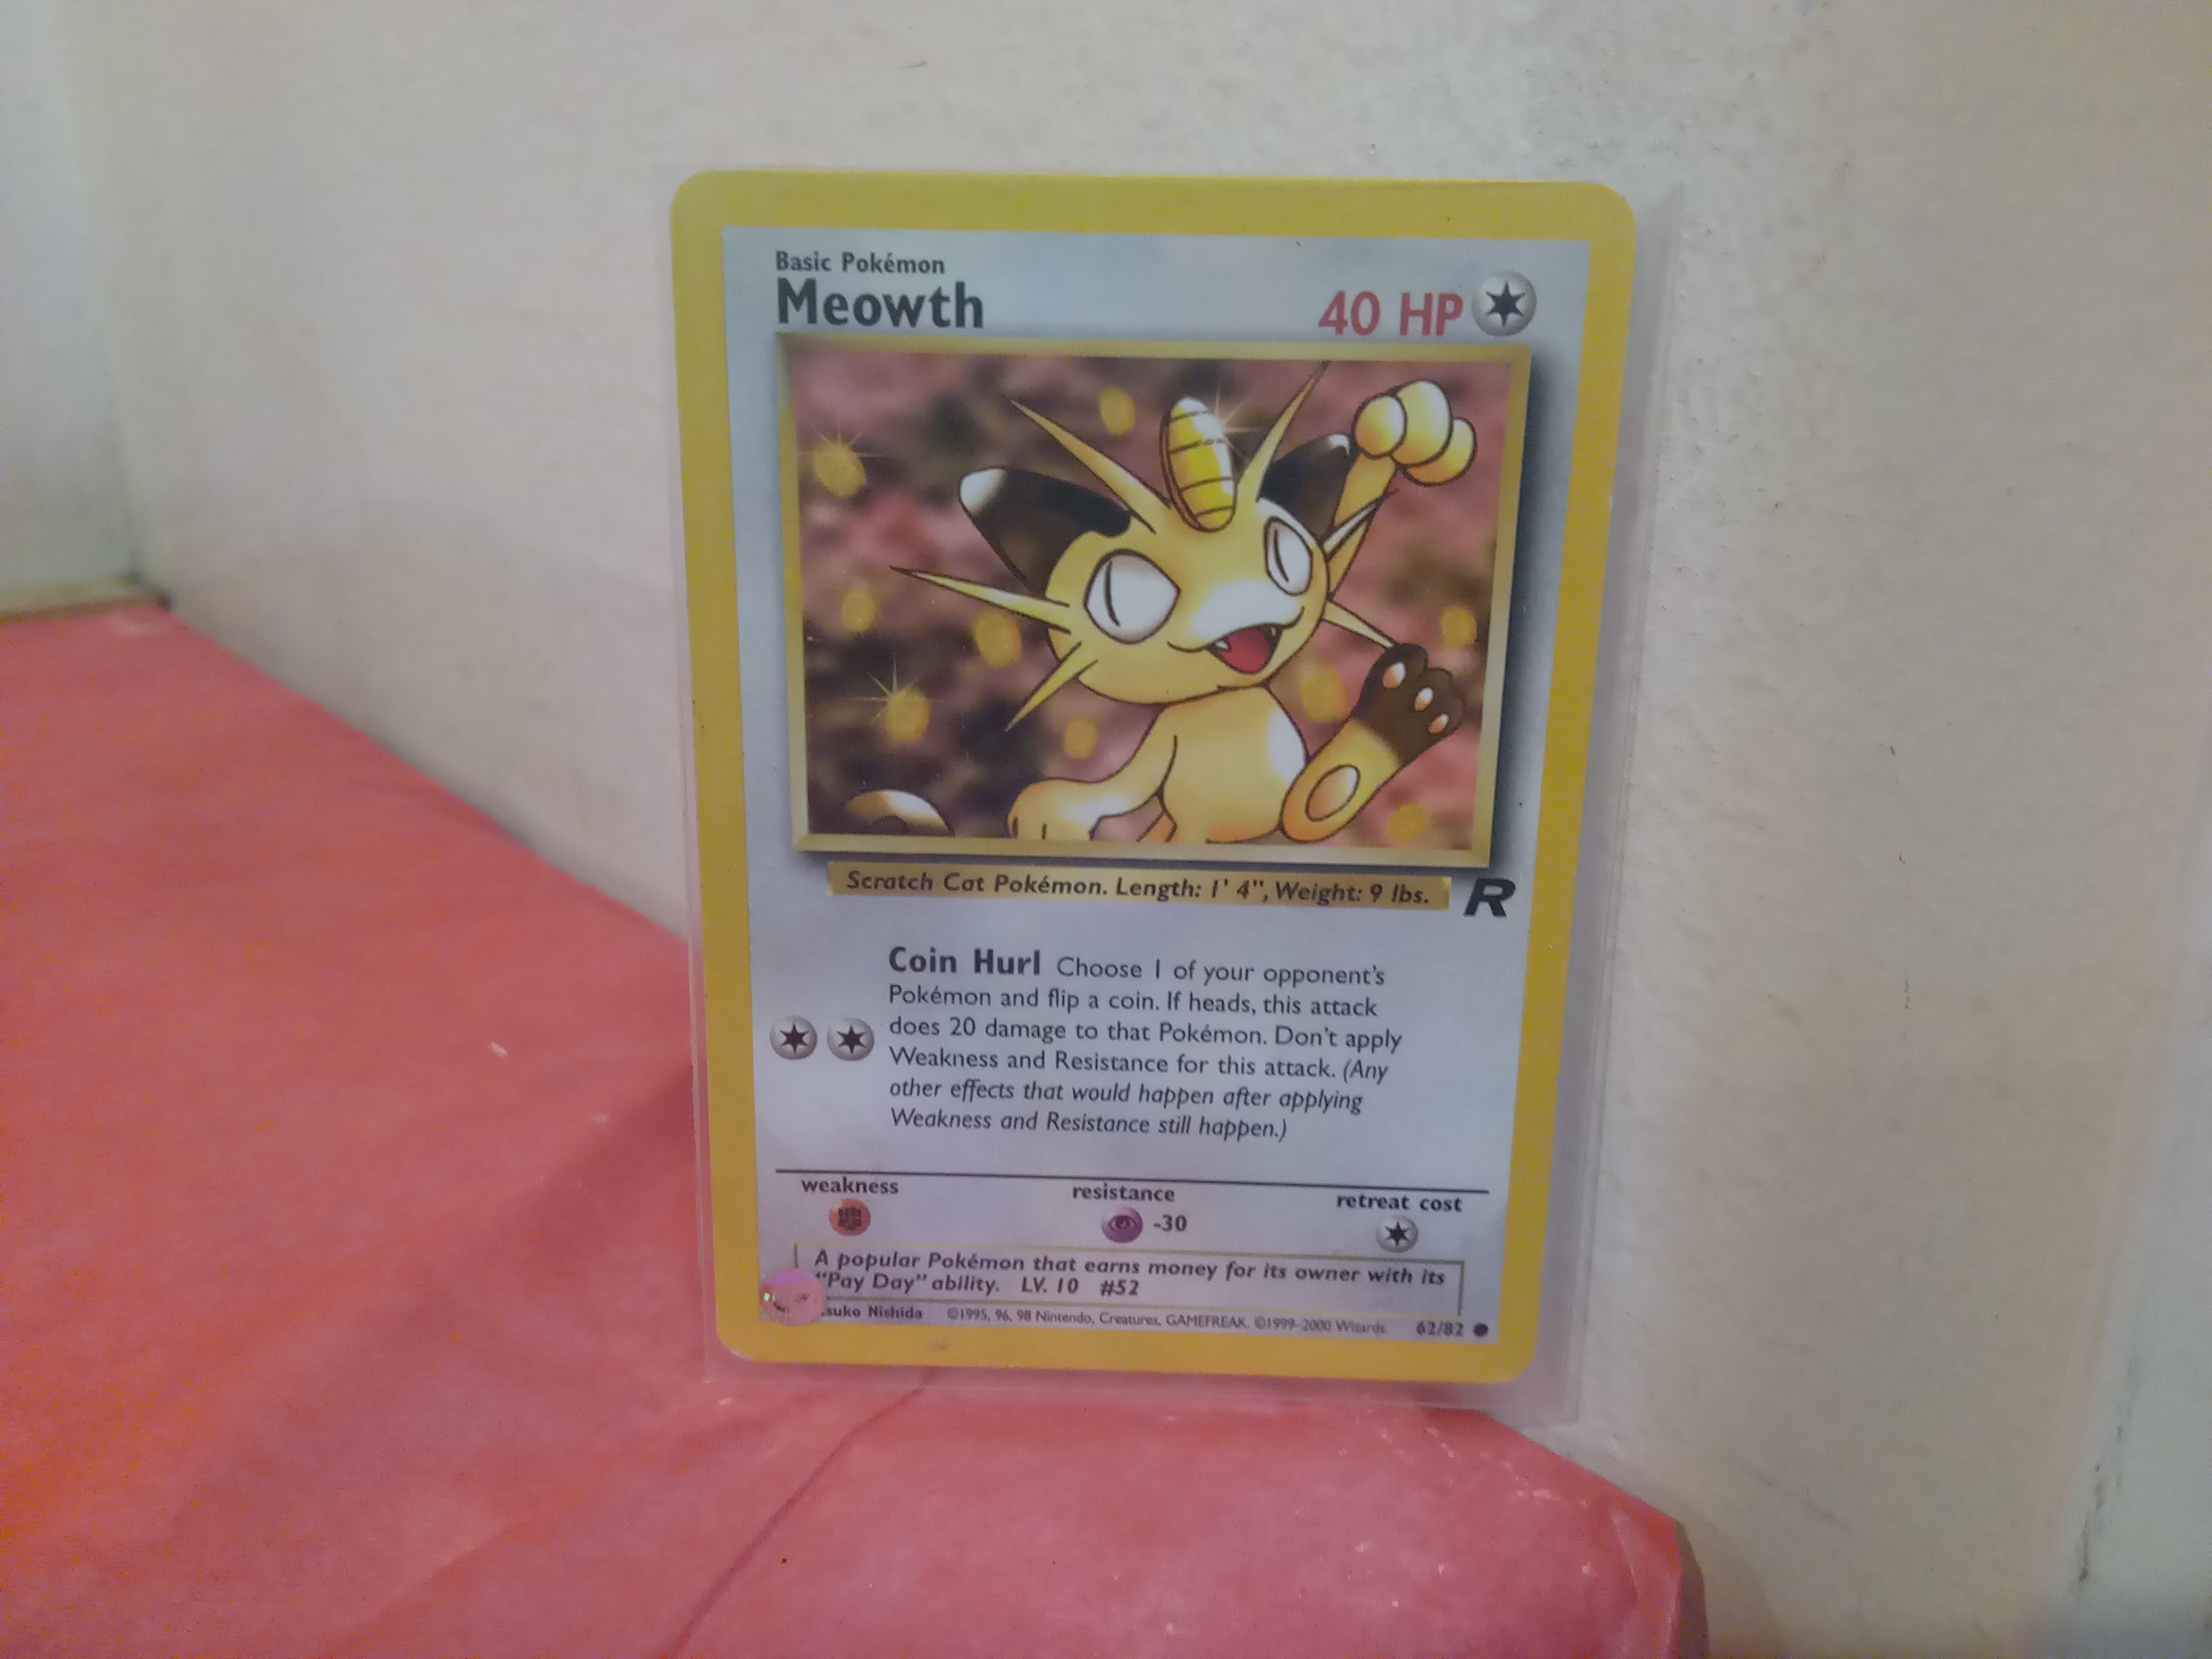 Basic Pokémon
Meowth
40 HP
Scratch Cat Pokémon. Length: 1' 4", Weight: 9 lbs.
R
Coin Hurl Choose 1 of your opponent's
Pokémon and flip a coin. If heads, this attack
does 20 damage to that Pokémon. Don't apply
Weakness and Resistance for this attack. (Any
other effects that would happen after applying
Weakness and Resistance still happen.)
weakness
resistance
retreat cost
-30
A popular Pokémon that earns money for its owner with its
"Pay Day" ability. LV. 10 #52
suko Nishida ©1995, 96, 98 Nintendo, Creatures, GAMEFREAK. ©1999-2000 Wizards. 62/82